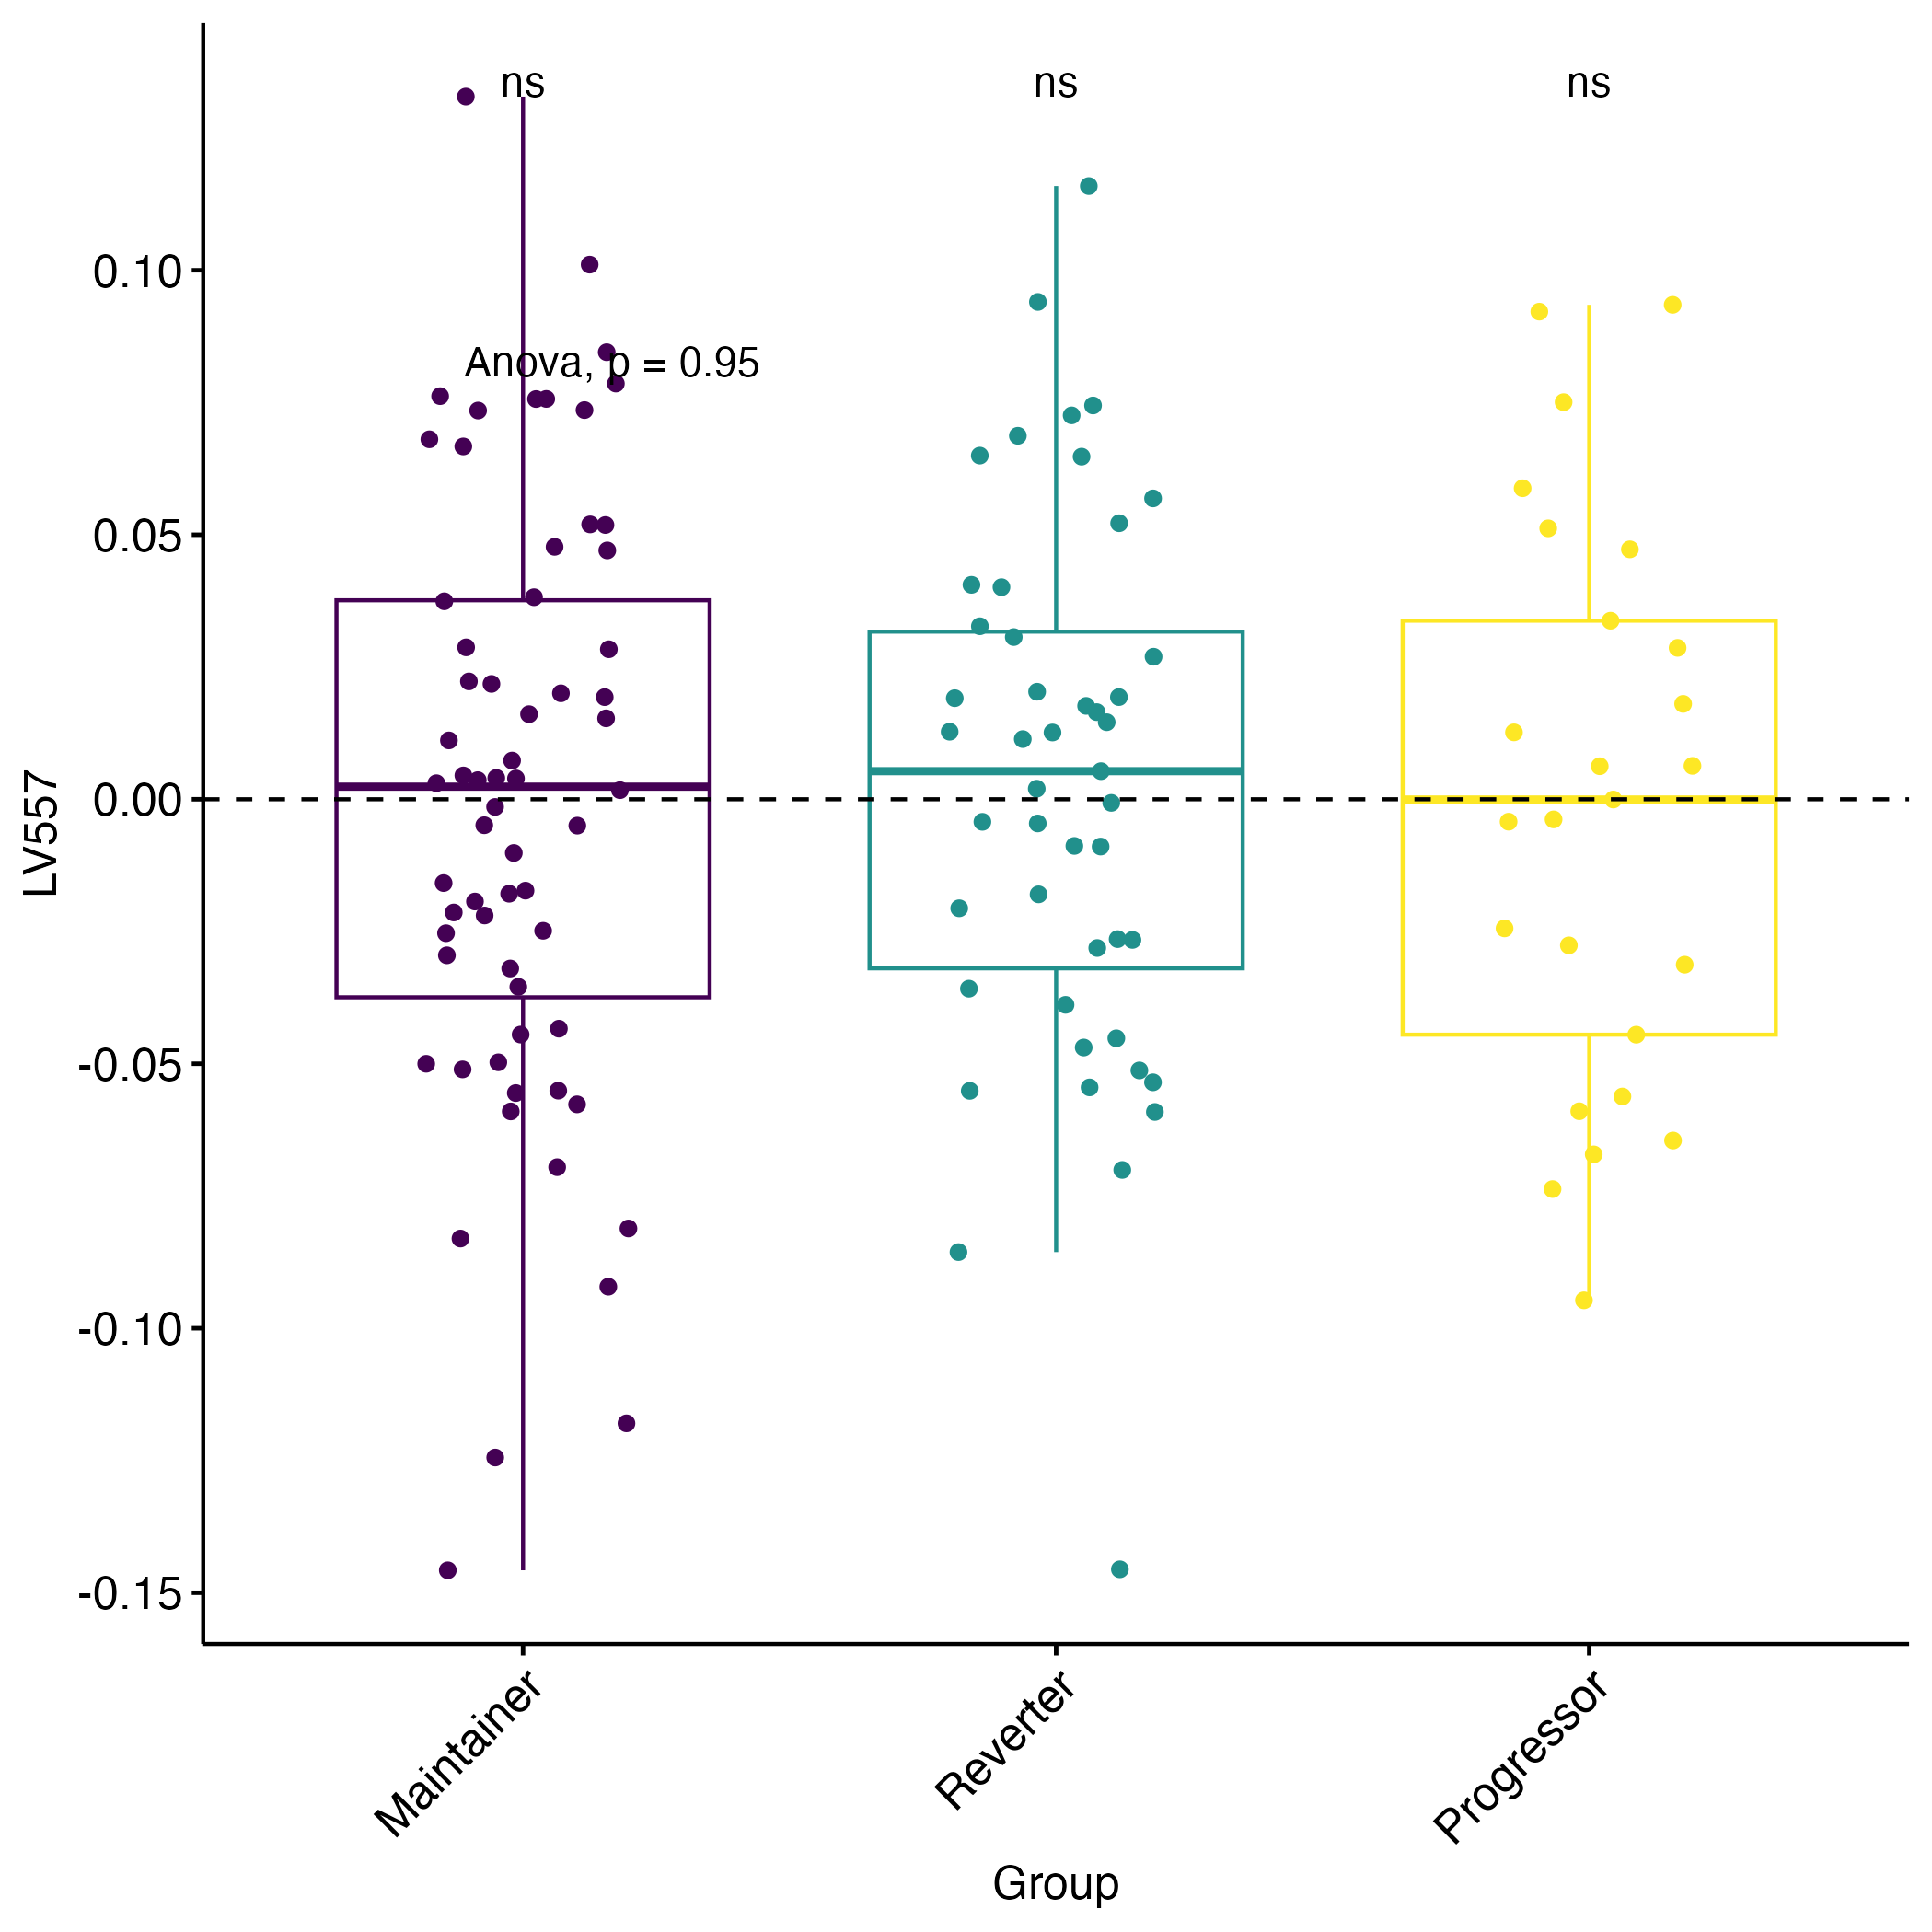 ns ns ns
Anova, p = 0.95
0.10
0.05
0.00
-0.05
-0.10
-0.15
LV557
Maintainer Reverter Progressor
Group